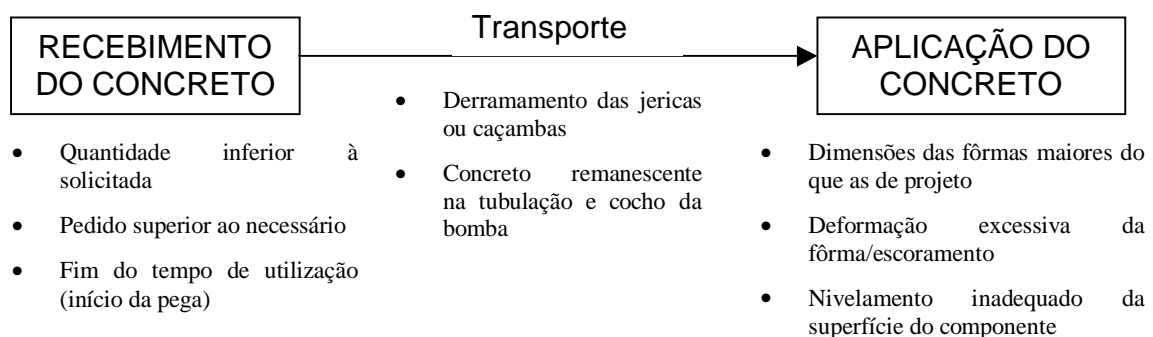 RECEBIMENTO
DO CONCRETO
• Quantidade inferior à
solicitada
• Pedido superior ao necessário
• Fim do tempo de utilização
(início da pega)
Transporte
• Derramamento das jericas
ou caçambas
• Concreto remanescente
na tubulação e cocho da
bomba
APLICAÇÃO DO
CONCRETO
• Dimensões das fôrmas maiores do
que as de projeto
• Deformação excessiva da
fôrma/escoramento
• Nivelamento inadequado da
superfície do componente